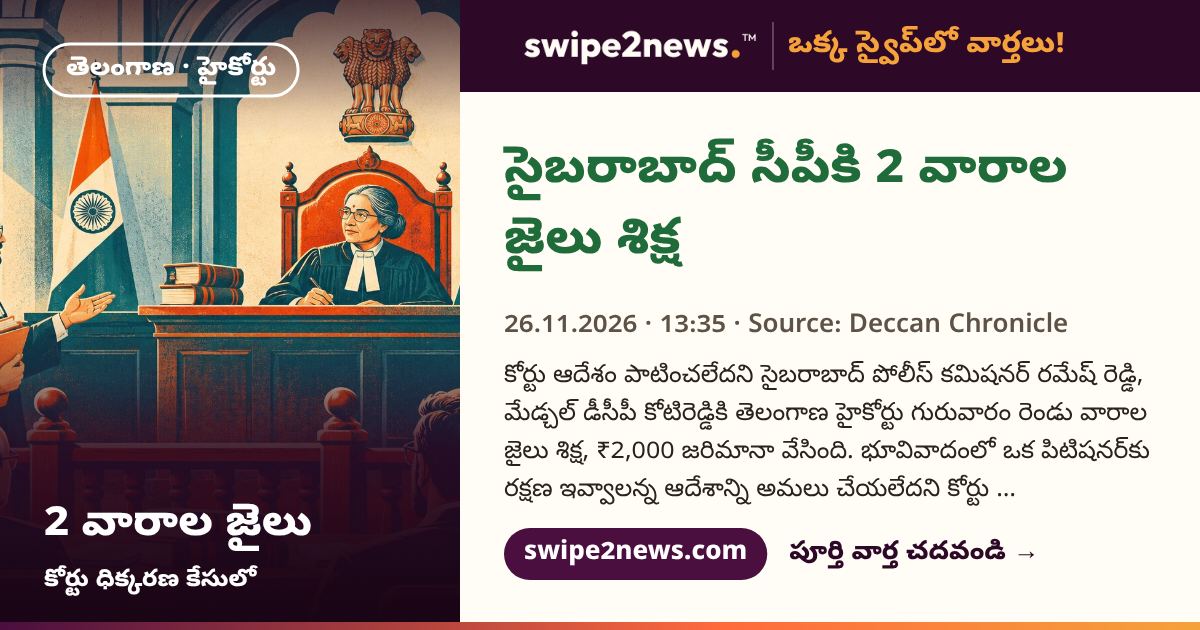 తెలంగాణ · హైకోర్టు
2 వారాల జైలు
కోర్టు ధిక్కరణ కేసులో
swipe2news.™
ఒక్క స్వైప్‌లో వార్తలు!
సైబరాబాద్ సీపీకి 2 వారాల
జైలు శిక్ష
26.11.2026 · 13:35 · Source: Deccan Chronicle
కోర్టు ఆదేశం పాటించలేదని సైబరాబాద్ పోలీస్ కమిషనర్ రమేష్ రెడ్డి,
మేడ్చల్ డీసీపీ కోటిరెడ్డికి తెలంగాణ హైకోర్టు గురువారం రెండు వారాల
జైలు శిక్ష, ₹2,000 జరిమానా వేసింది. భూవివాదంలో ఒక పిటిషనర్‌కు
రక్షణ ఇవ్వాలన్న ఆదేశాన్ని అమలు చేయలేదని కోర్టు ...
swipe2news.com
పూర్తి వార్త చదవండి →